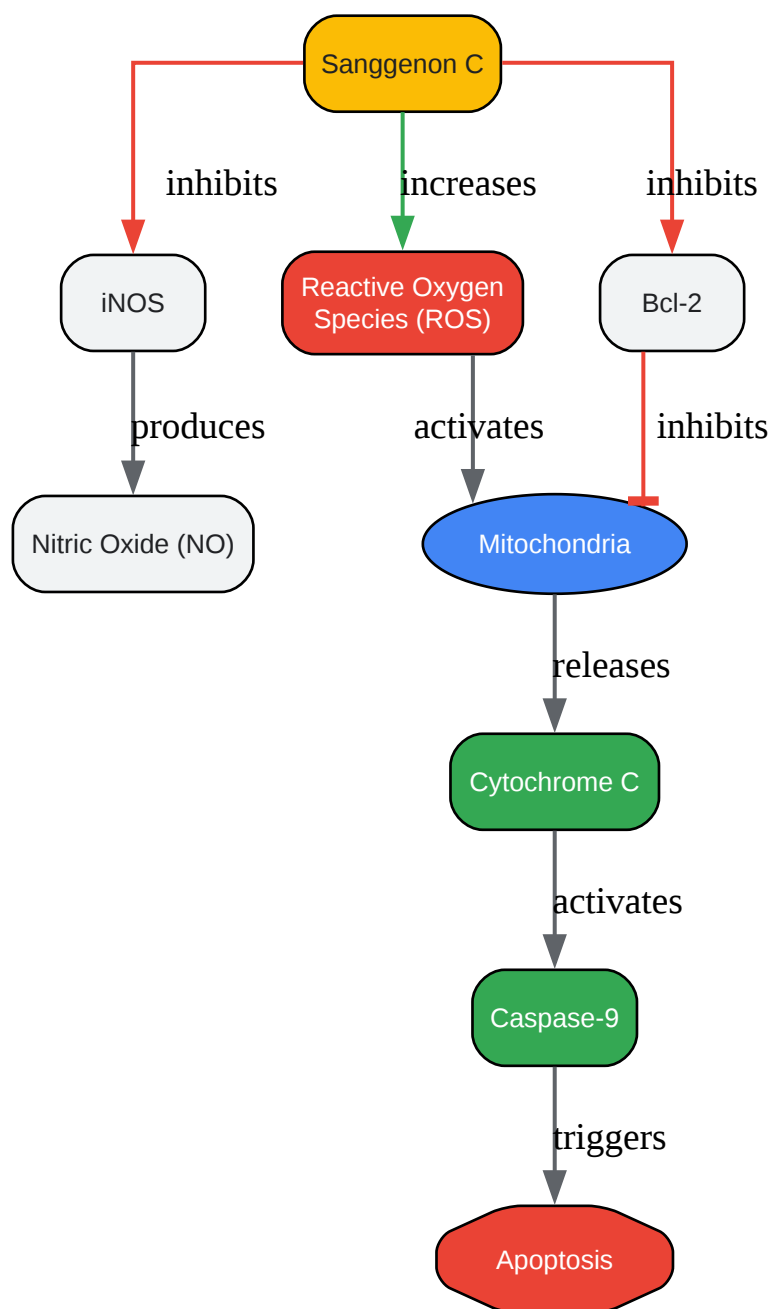 Sanggenon C
inhibits
increases
inhibits
iNOS
Reactive Oxygen
Species (ROS)
Bcl-2
produces
activates
inhibits
Nitric Oxide (NO)
Mitochondria
releases
Cytochrome C
activates
Caspase-9
triggers
Apoptosis